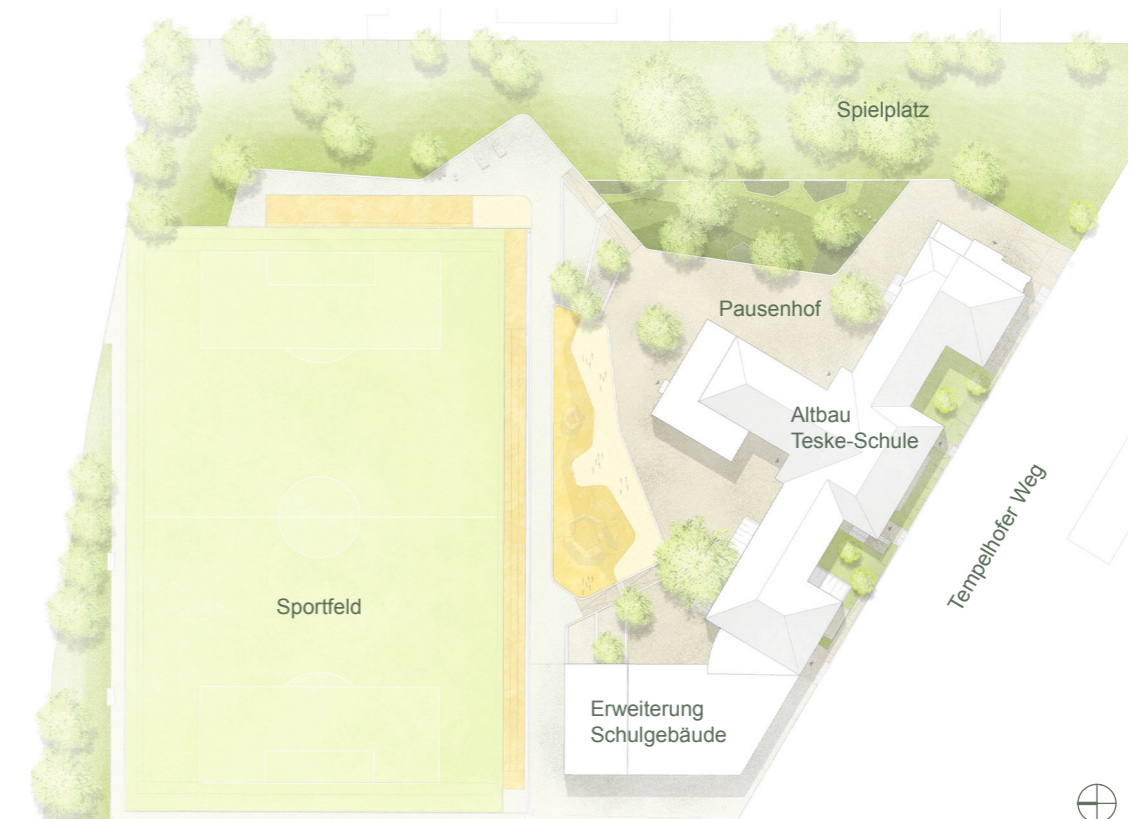 Spielplatz
Pausenhof
Altbau
Teske-Schule
Tempelhofer Weg
Sportfeld
Erweiterung
Schulgebäude